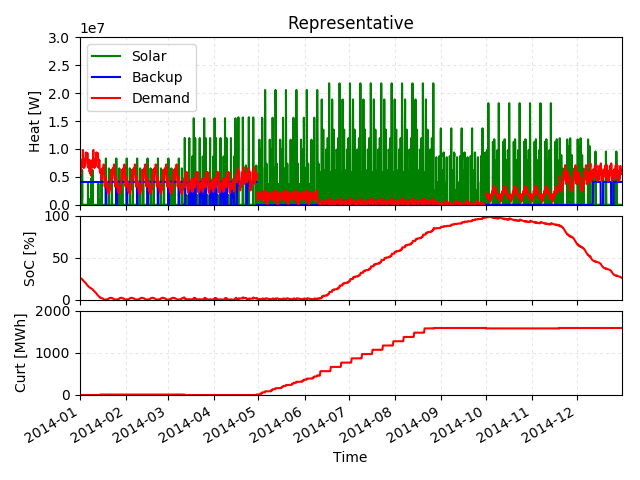 Representative
1e7
3.0
2.5
2.0
1.5
1.0
0.5
0.0
Heat [W]
Solar
Backup
Demand
100
50
0
SoC [%]
2000
1000
0
Curt [MWh]
2014-01
2014-02
2014-03
2014-04
2014-05
2014-06
2014-07
2014-08
2014-09
2014-10
2014-11
2014-12
Time